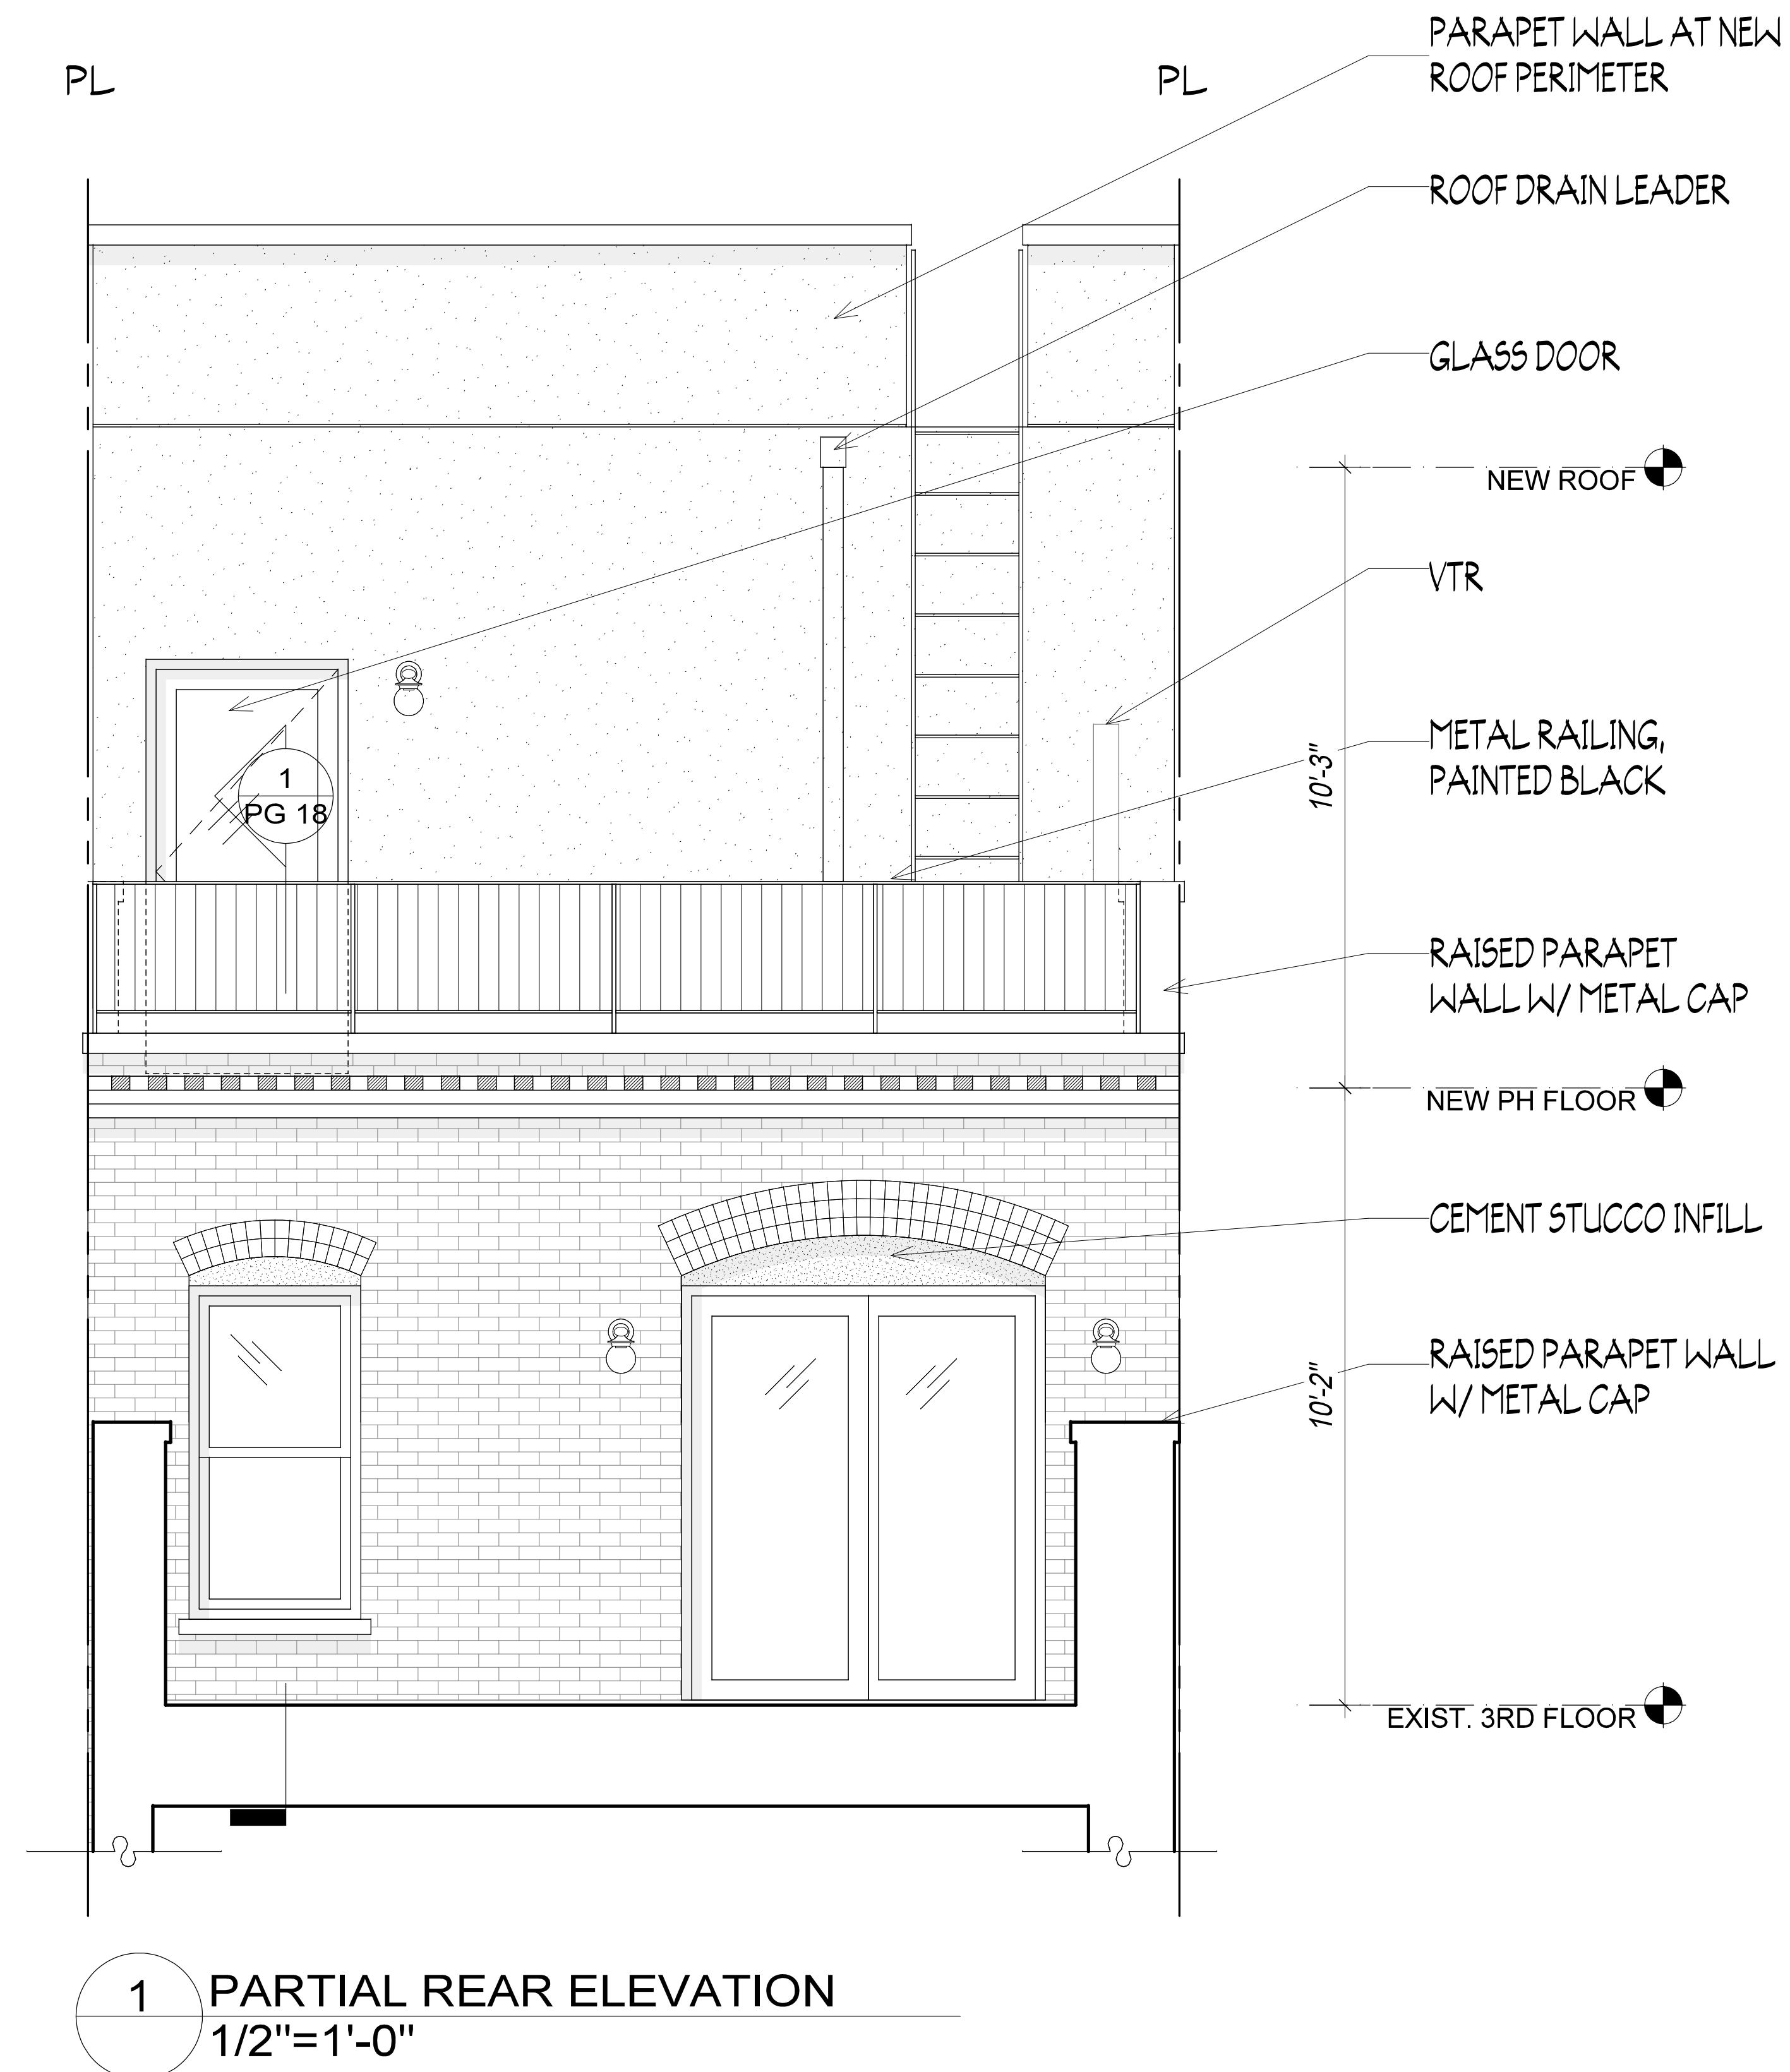 PL
PL
PARAPET WALL AT NEW
ROOF PERIMETER
ROOF DRAIN LEADER
GLASS DOOR
NEW ROOF
VTR
METAL RAILING,
PAINTED BLACK
10'-3"
1
PG 18
RAISED PARAPET
WALL W/ METAL CAP
NEW PH FLOOR
CEMENT STUCCO INFILL
RAISED PARAPET WALL
W/ METAL CAP
10'-2"
EXIST. 3RD FLOOR
1
PARTIAL REAR ELEVATION
1/2"=1'-0"